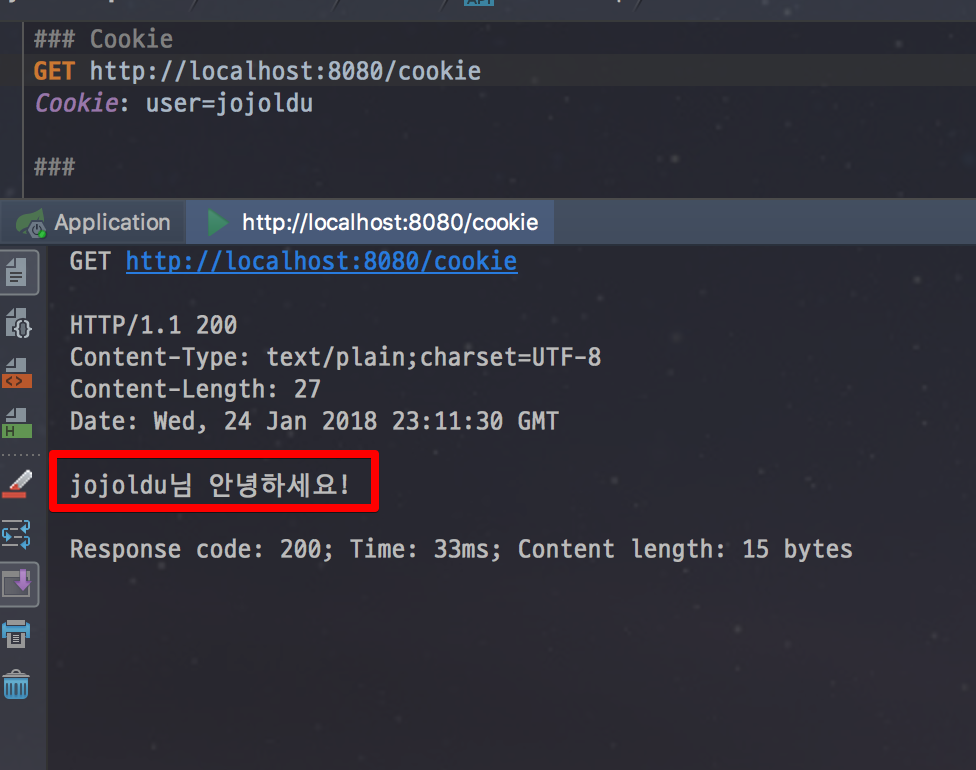 ### Cookie
GET http://localhost:8080/cookie
Cookie: user=jojoldu
###
Application
http://localhost:8080/cookie
GET http://localhost:8080/cookie
HTTP/1.1 200
Content-Type: text/plain;charset=UTF-8
Content-Length: 27
Date: Wed, 24 Jan 2018 23:11:30 GMT
jojoldu님 안녕하세요!
Response code: 200; Time: 33ms; Content length: 15 bytes